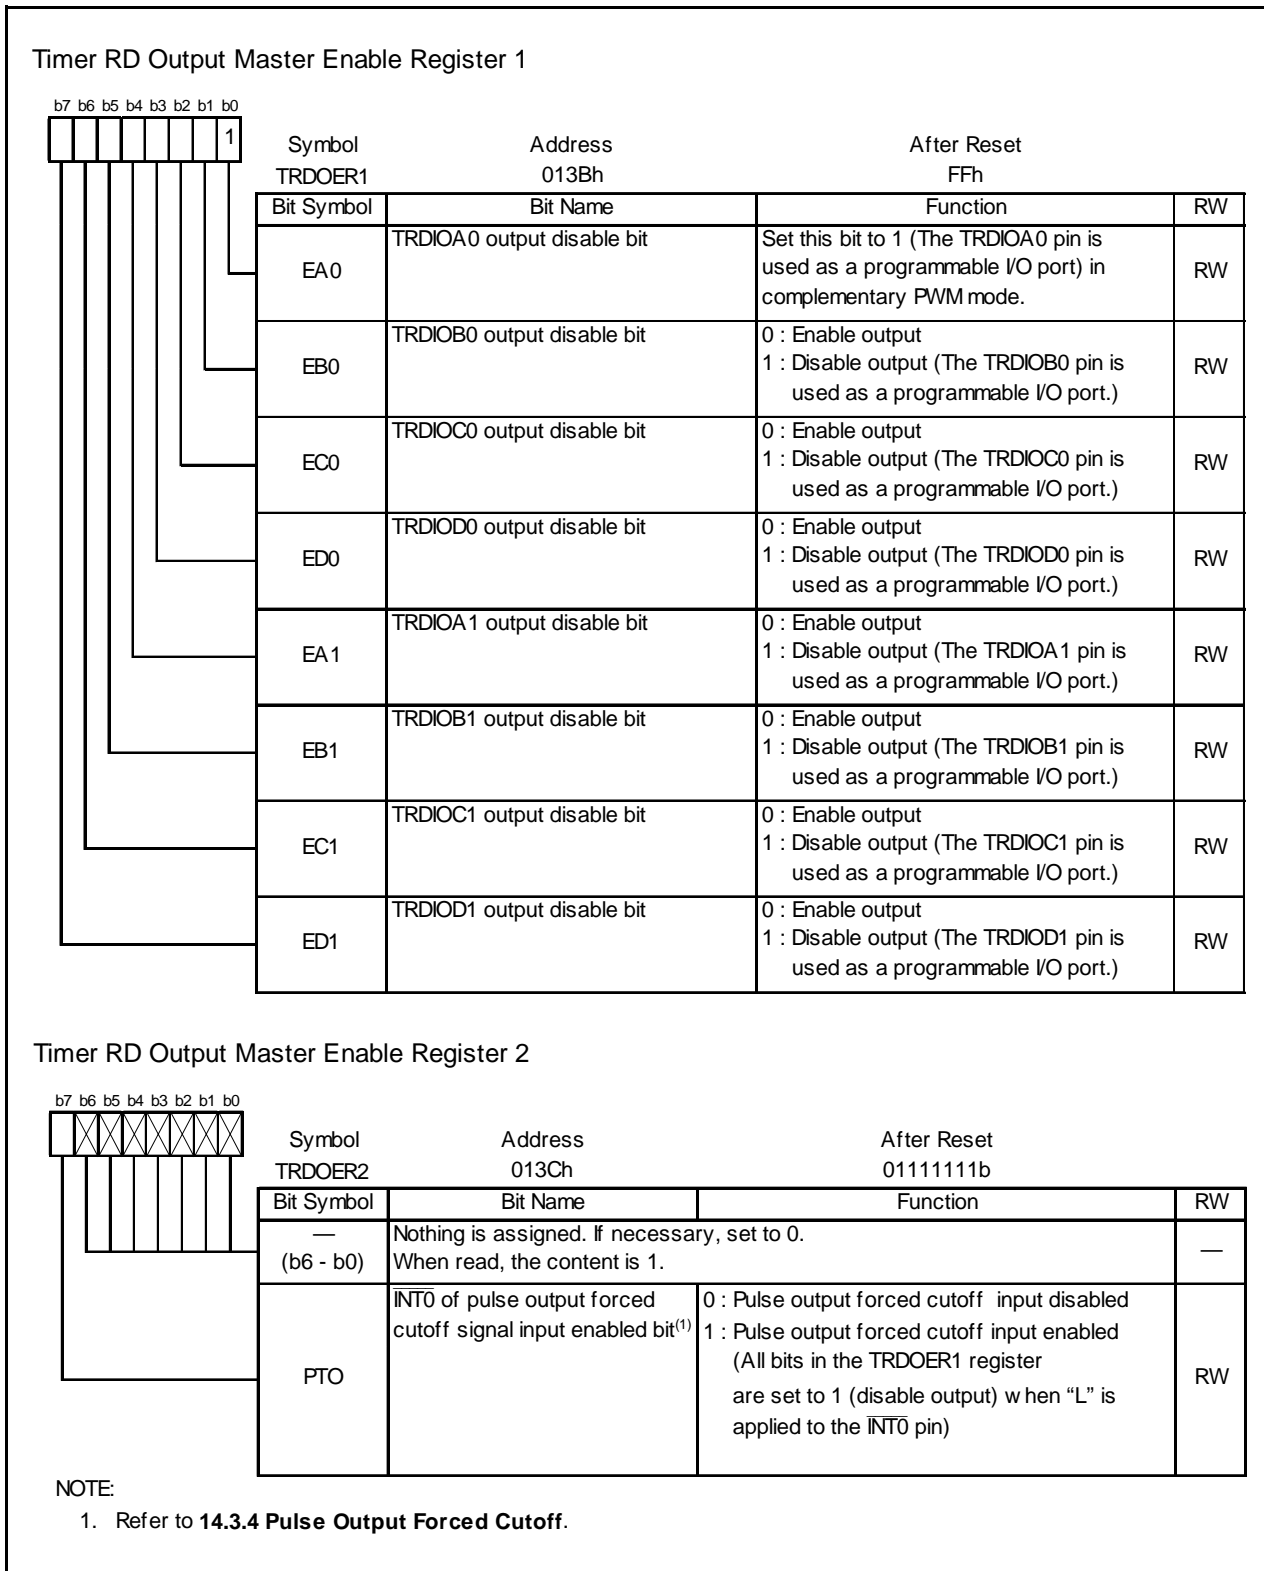 Timer RD Output Master Enable Register 1
b7 b6 b5 b4 b3 b2 b1 b0
1
Symbol Address After Reset
TRDOER1 013Bh FFh
Bit Symbol Bit Name Function RW
EA0 TRDIOA0 output disable bit Set this bit to 1 (The TRDIOA0 pin is
used as a programmable I/O port) in
complementary PWM mode. RW
EB0 TRDIOB0 output disable bit 0 : Enable output
1 : Disable output (The TRDIOB0 pin is
used as a programmable I/O port.) RW
EC0 TRDIOC0 output disable bit 0 : Enable output
1 : Disable output (The TRDIOC0 pin is
used as a programmable I/O port.) RW
ED0 TRDIOD0 output disable bit 0 : Enable output
1 : Disable output (The TRDIOD0 pin is
used as a programmable I/O port.) RW
EA1 TRDIOA1 output disable bit 0 : Enable output
1 : Disable output (The TRDIOA1 pin is
used as a programmable I/O port.) RW
EB1 TRDIOB1 output disable bit 0 : Enable output
1 : Disable output (The TRDIOB1 pin is
used as a programmable I/O port.) RW
EC1 TRDIOC1 output disable bit 0 : Enable output
1 : Disable output (The TRDIOC1 pin is
used as a programmable I/O port.) RW
ED1 TRDIOD1 output disable bit 0 : Enable output
1 : Disable output (The TRDIOD1 pin is
used as a programmable I/O port.) RW
Timer RD Output Master Enable Register 2
b7 b6 b5 b4 b3 b2 b1 b0
Symbol Address After Reset
TRDOER2 013Ch 01111111b
Bit Symbol Bit Name Function RW
— Nothing is assigned. If necessary, set to 0.
(b6 - b0) When read, the content is 1. —
PTO INT0 of pulse output forced
cutoff signal input enabled bit(1) 0 : Pulse output forced cutoff input disabled
1 : Pulse output forced cutoff input enabled
(All bits in the TRDOER1 register
are set to 1 (disable output) when “L” is
applied to the INT0 pin) RW
NOTE:
1. Refer to 14.3.4 Pulse Output Forced Cutoff.